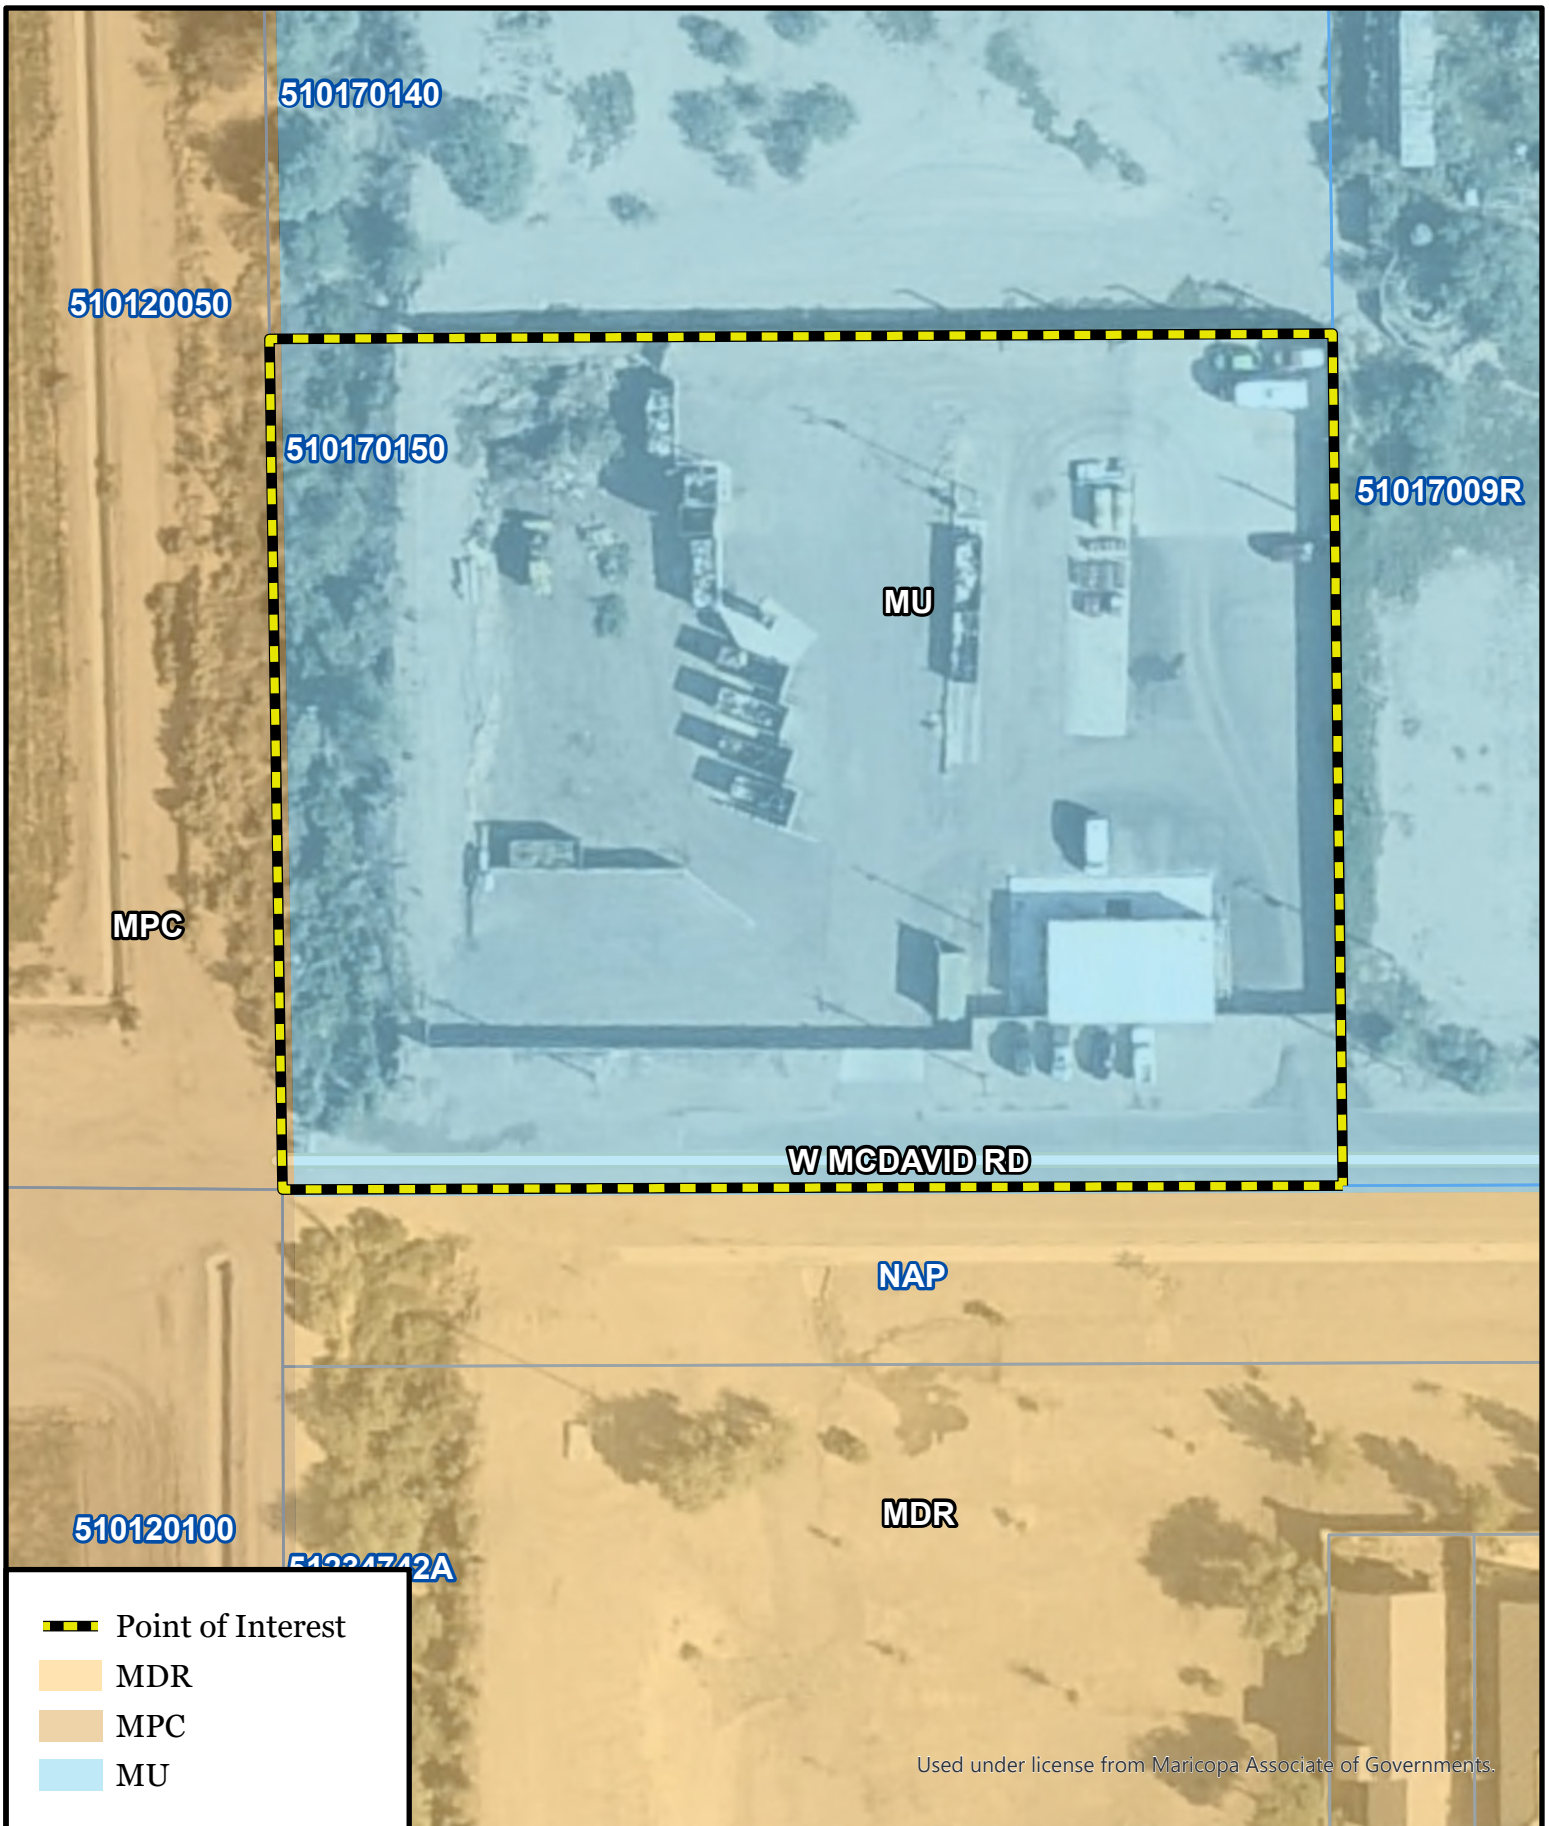 510170140
510120050
510170150
51017009R
MU
MPC
W MCDAVID RD
NAP
MDR
510120100
51234742A
Point of Interest
MDR
MPC
MU
Used under license from Maricopa Associate of Governments.